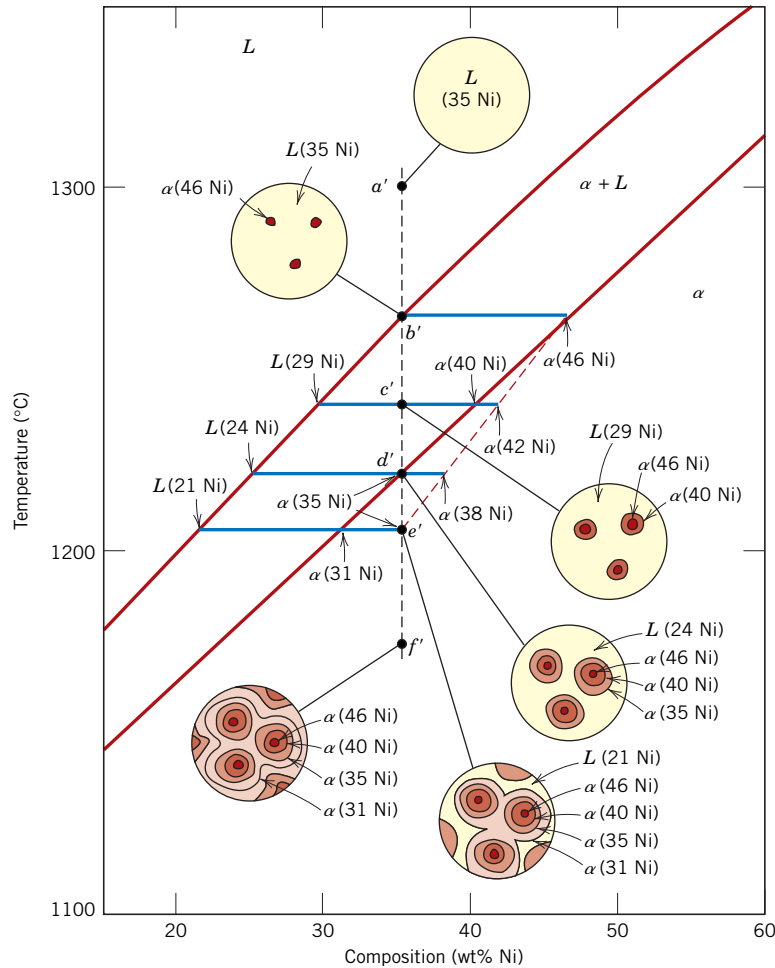 L
L
(35 Ni)
L(35 Ni)
α(46 Ni)
1300
a′
α + L
α
b′
α(46 Ni)
L(29 Ni)
α(40 Ni)
c′
α(42 Ni)
L(24 Ni)
L(29 Ni)
α(46 Ni)
α(40 Ni)
d′
L(21 Ni)
α(35 Ni)
α(38 Ni)
e′
1200
α(31 Ni)
Temperature (°C)
L (24 Ni)
α(46 Ni)
α(40 Ni)
α(35 Ni)
f′
α(46 Ni)
α(40 Ni)
α(35 Ni)
α(31 Ni)
L (21 Ni)
α(46 Ni)
α(40 Ni)
α(35 Ni)
α(31 Ni)
1100
20
30
40
50
60
Composition (wt% Ni)